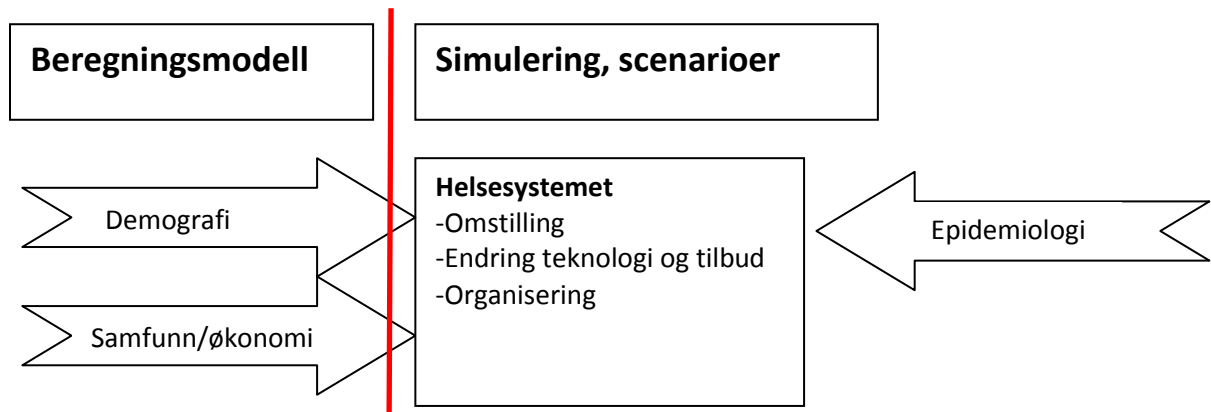 Beregningsmodell
Simulering, scenarioer
Demografi
Samfunn/økonomi
Helsesystemet
-Omstilling
-Endring teknologi og tilbud
-Organisering
Epidemiologi